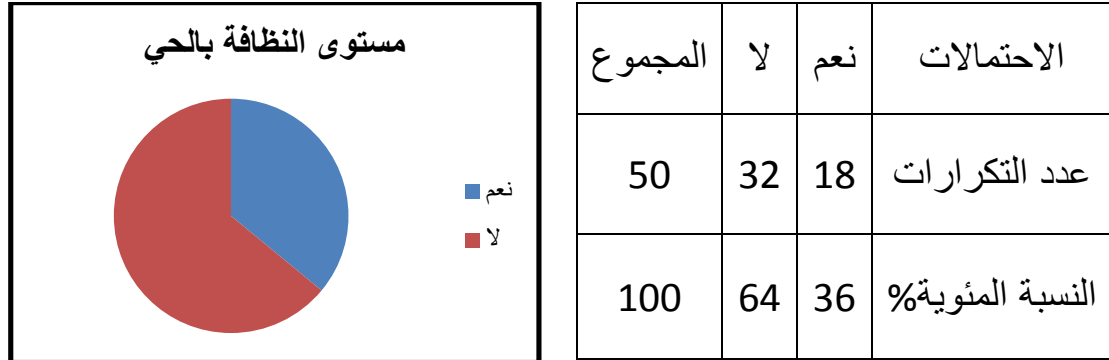 مستوى النظافة بالحي
نعم
لا
الاحتمالات نعم لا المجموع
عدد التكرارات 18 32 50
النسبة المئوية% 36 64 100